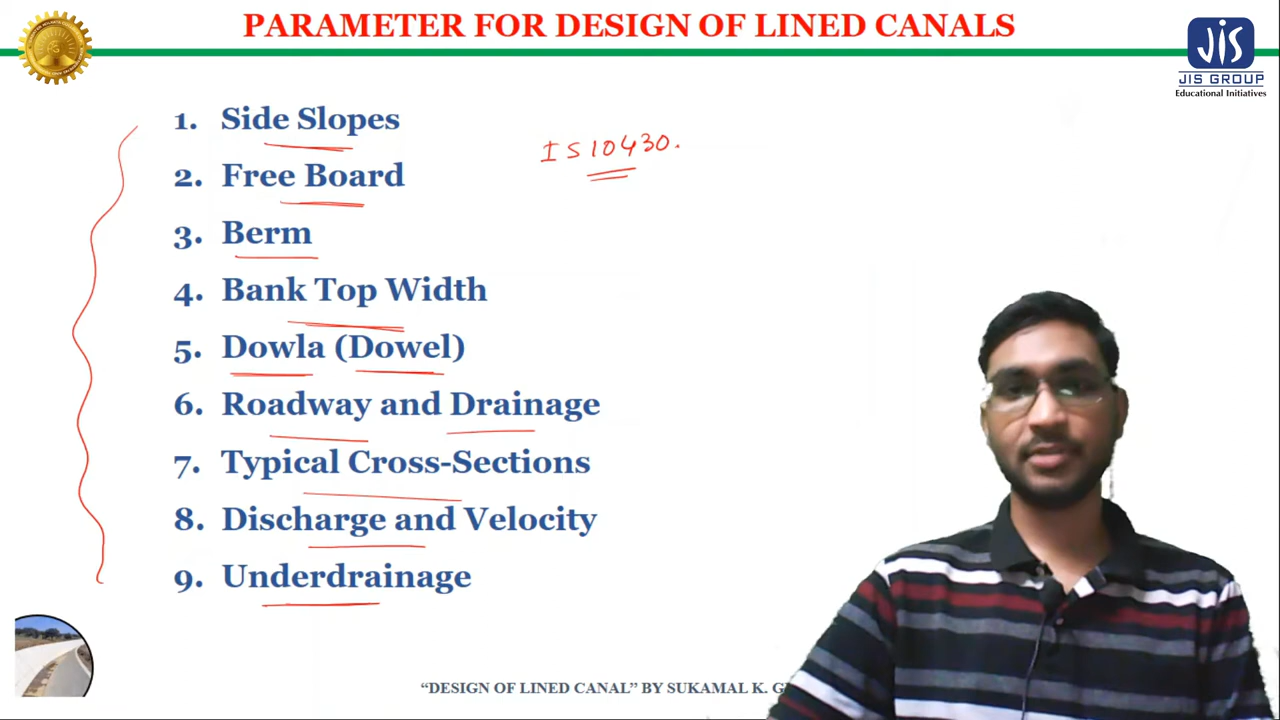 PARAMETER FOR DESIGN OF LINED CANALS
JiS
JIS GROUP
Educational Initiatives
1. Side Slopes
IS10430.
2. Free Board
3. Berm
4. Bank Top Width
5. Dowla (Dowel)
6. Roadway and Drainage
7. Typical Cross-Sections
8. Discharge and Velocity
9. Underdrainage
“DESIGN OF LINED CANAL” BY SUKAMAL K. G